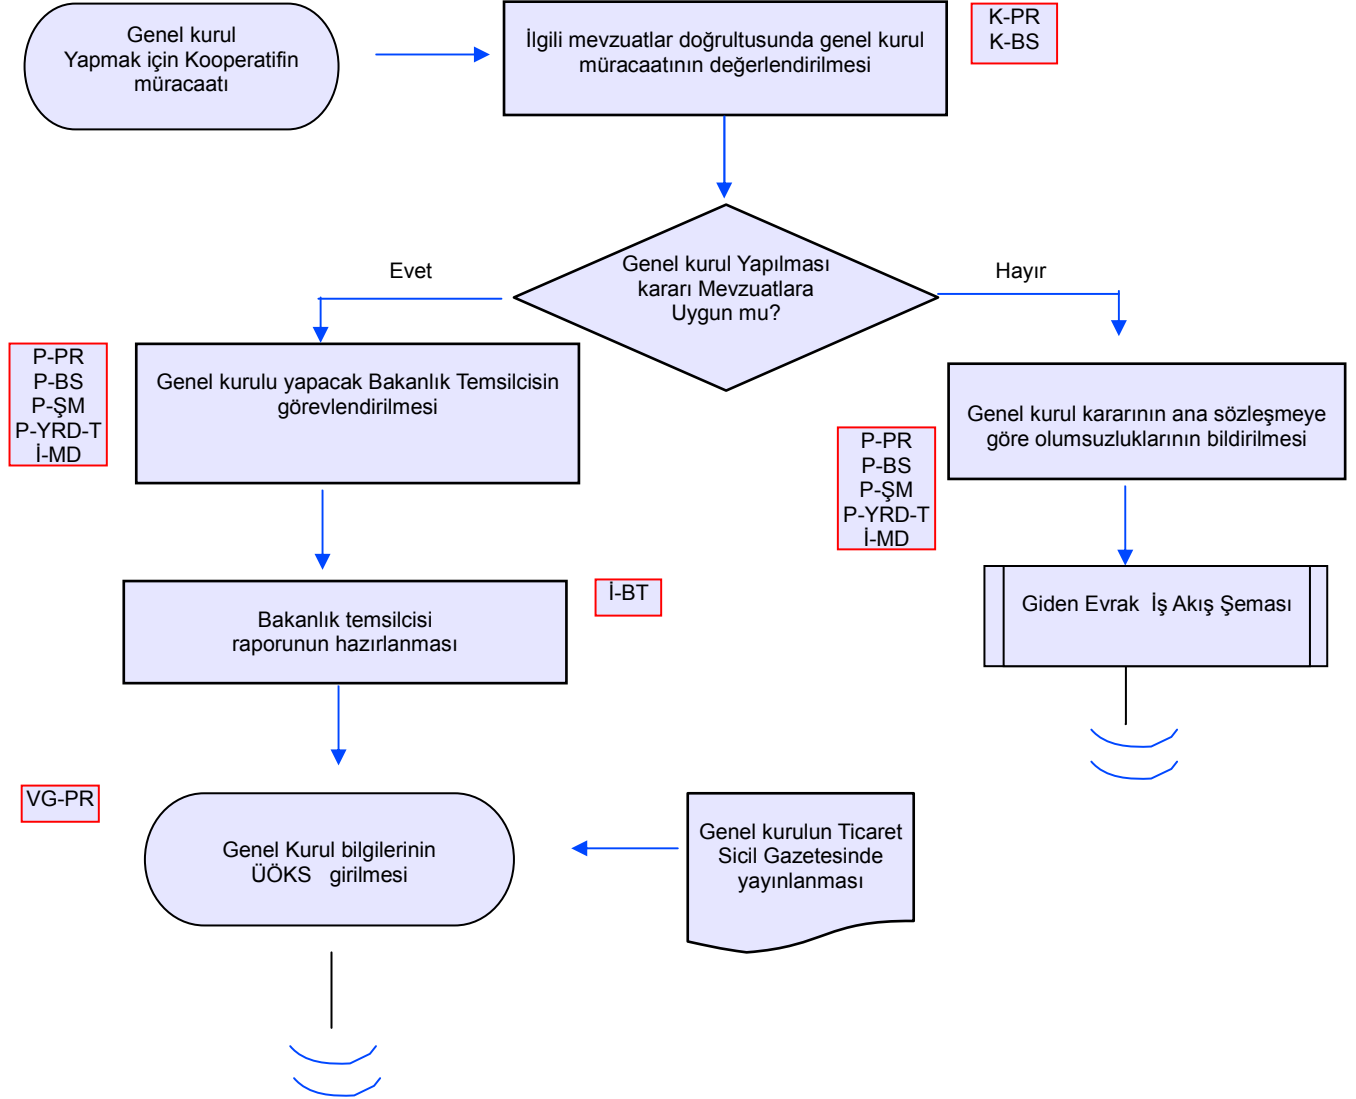 Genel kurul
Yapmak için Kooperatifin
müracaatı
İlgili mevzuatlar doğrultusunda genel kurul
müracaatının değerlendirilmesi
K-PR
K-BS
Genel kurul Yapılması
kararı Mevzuatlara
Uygun mu?
Evet
Hayır
P-PR
P-BS
P-ŞM
P-YRD-T
İ-MD
Genel kurulu yapacak Bakanlık Temsilcisin
görevlendirilmesi
Genel kurul kararının ana sözleşmeye
göre olumsuzluklarının bildirilmesi
P-PR
P-BS
P-ŞM
P-YRD-T
İ-MD
Bakanlık temsilcisi
raporunun hazırlanması
İ-BT
Giden Evrak  İş Akış Şeması
VG-PR
Genel Kurul bilgilerinin
ÜÖKS   girilmesi
Genel kurulun Ticaret
Sicil Gazetesinde
yayınlanması